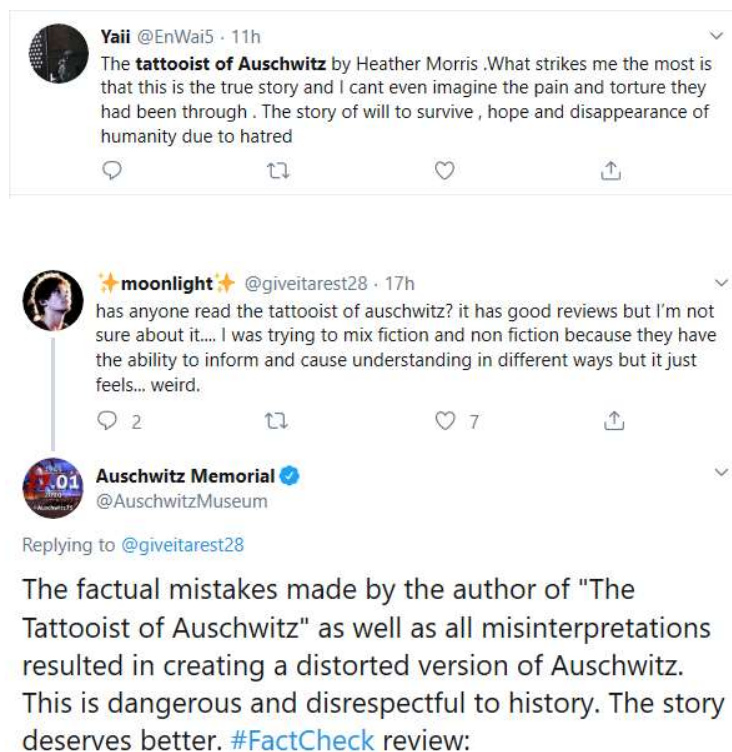 Yaii @EnWai5 · 11h
The tattooist of Auschwitz by Heather Morris .What strikes me the most is
that this is the true story and I cant even imagine the pain and torture they
had been through . The story of will to survive , hope and disappearance of
humanity due to hatred
✨moonlight✨ @giveitarest28 · 17h
has anyone read the tattooist of auschwitz? it has good reviews but I'm not
sure about it.... I was trying to mix fiction and non fiction because they have
the ability to inform and cause understanding in different ways but it just
feels... weird.
2 7
Auschwitz Memorial
@AuschwitzMuseum
Replying to @giveitarest28
The factual mistakes made by the author of "The
Tattooist of Auschwitz" as well as all misinterpretations
resulted in creating a distorted version of Auschwitz.
This is dangerous and disrespectful to history. The story
deserves better. #FactCheck review: